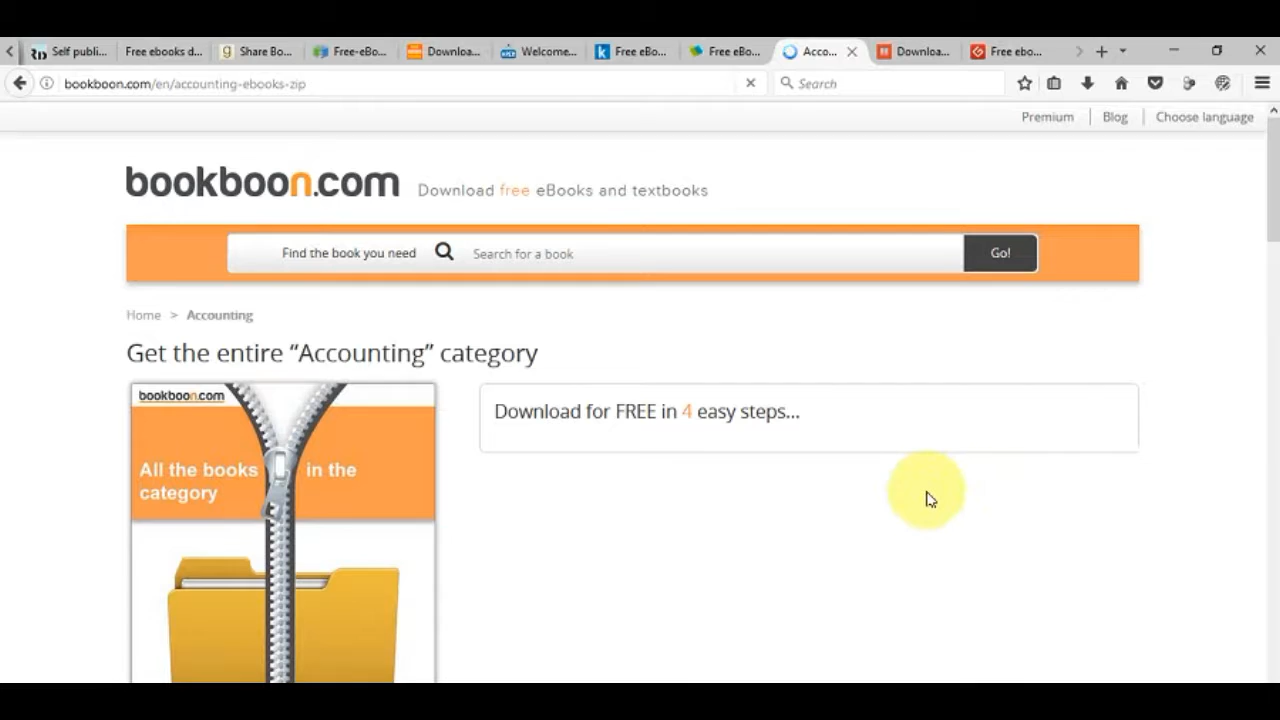 Self publi...
Free ebooks d...
Share Bo...
Free-eBo...
Downloa...
Welcome...
Free eBo...
Free eBo...
Acco...
Downloa...
Free ebo...
bookboon.com/en/accounting-ebooks-zip
Search
Premium
Blog
Choose language
bookboon.com
Download free eBooks and textbooks
Find the book you need
Search for a book
Go!
Home > Accounting
Get the entire “Accounting” category
bookboon.com
All the books in the
category
Download for FREE in 4 easy steps...